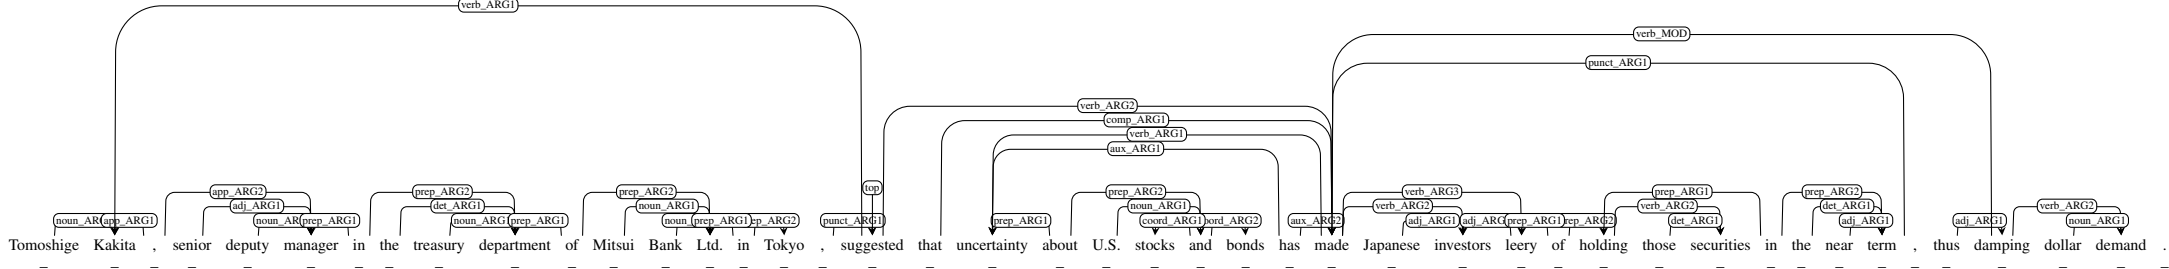 verb_ARG1
verb_MOD
punct_ARG1
verb_ARG2
comp_ARG1
verb_ARG1
aux_ARG1
top
app_ARG2 prep_ARG2 prep_ARG2 prep_ARG2 verb_ARG3 prep_ARG1 prep_ARG2
adj_ARG1 det_ARG1 noun_ARG1 noun_ARG1 verb_ARG2 verb_ARG2 det_ARG1 verb_ARG2
app_ARG1 prep_ARG1 prep_ARG1 prep_ARG1 punct_ARG1 prep_ARG1 coord_ARG1 aux_ARG2 adj_ARG1 prep_ARG1 det_ARG1 adj_ARG1 adj_ARG1 noun_ARG1
Tomoshige Kakita , senior deputy manager in the treasury department of Mitsui Bank Ltd. in Tokyo , suggested that uncertainty about U.S. stocks and bonds has made Japanese investors leery of holding those securities in the near term , thus damping dollar demand .